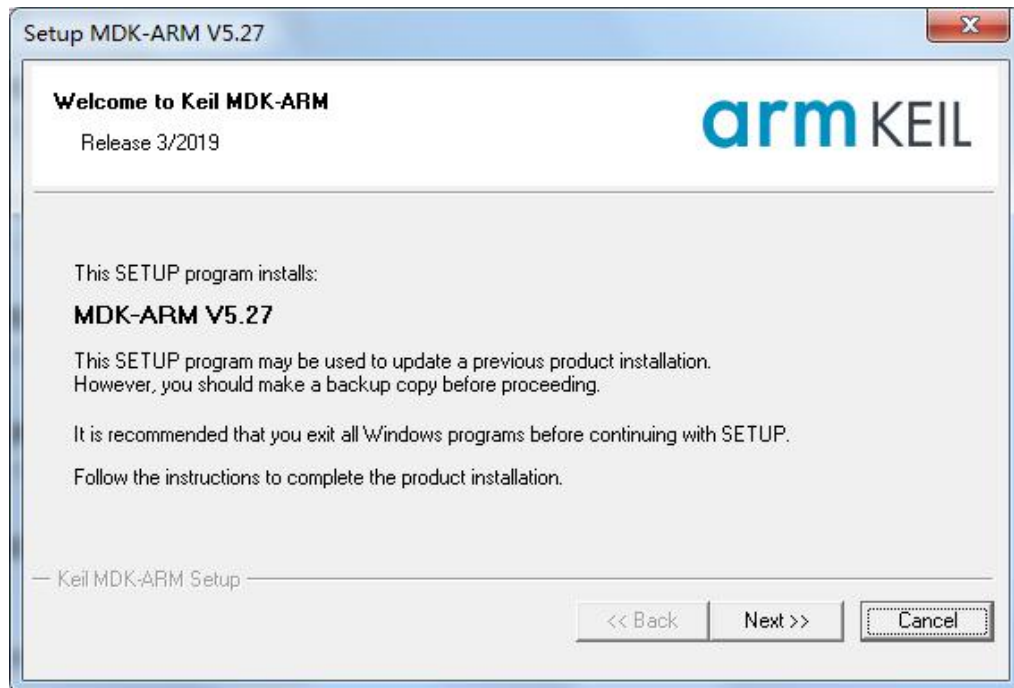 Setup MDK-ARM V5.27
Welcome to Keil MDK-ARM
Release 3/2019
arm KEIL
This SETUP program installs:
MDK-ARM V5.27
This SETUP program may be used to update a previous product installation.
However, you should make a backup copy before proceeding.
It is recommended that you exit all Windows programs before continuing with SETUP.
Follow the instructions to complete the product installation.
Keil MDK-ARM Setup
<< Back Next >> Cancel